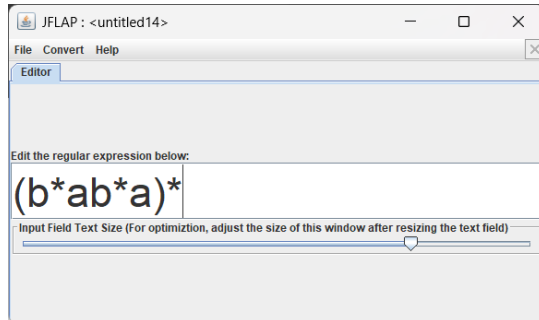 JFLAP : <untitled14>
File Convert Help
Editor
Edit the regular expression below:
(b*ab*a)*
Input Field Text Size (For optimiztion, adjust the size of this window after resizing the text field)